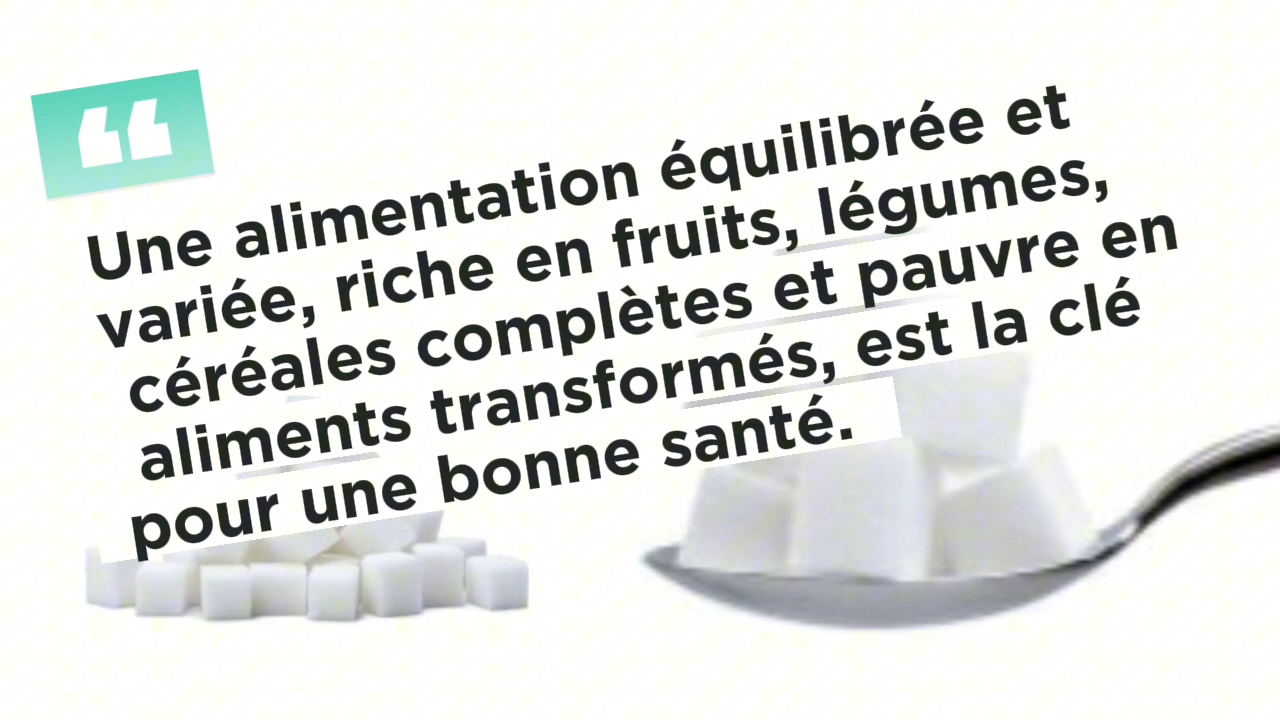 “
Une alimentation équilibrée et
variée, riche en fruits, légumes,
céréales complètes et pauvre en
aliments transformés, est la clé
pour une bonne santé.